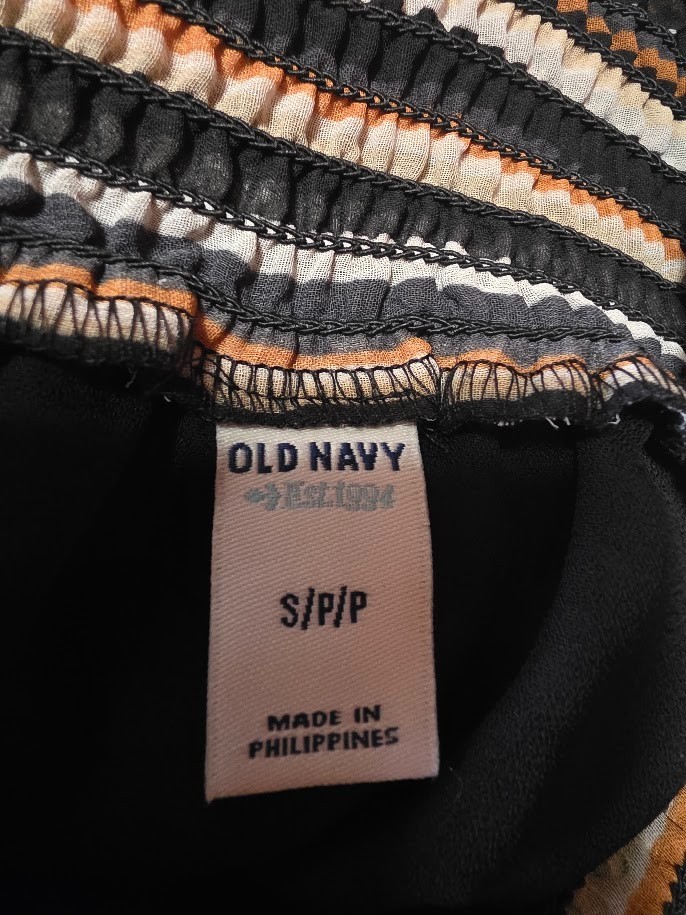 OLD NAVY
Est.1994
S/P/P
MADE IN
PHILIPPINES